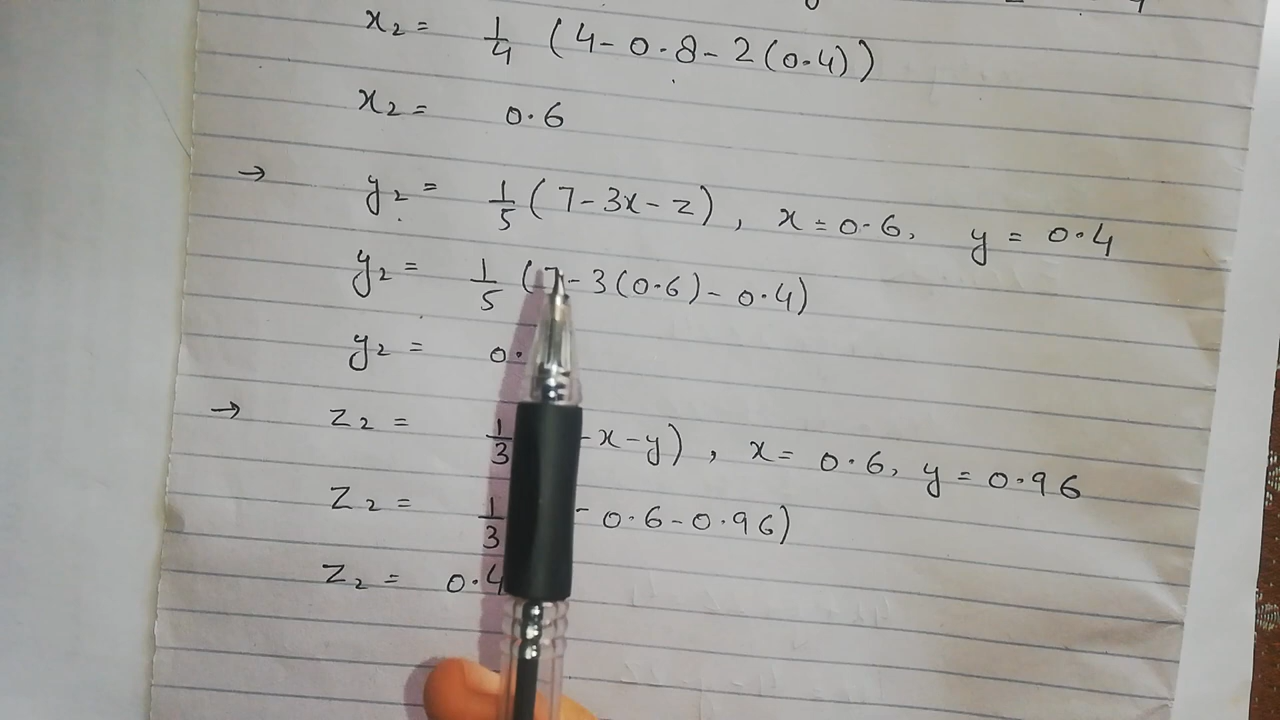 x₂ = 1/4 (4 - 0.8 - 2(0.4))
x₂ = 0.6
→ y₂ = 1/5 (7 - 3x - z), x = 0.6, y = 0.4
y₂ = 1/5 (7 - 3(0.6) - 0.4)
y₂ = 0.
→ z₂ = 1/3 - x - y), x = 0.6, y = 0.96
z₂ = 1/3 - 0.6 - 0.96)
z₂ = 0.4